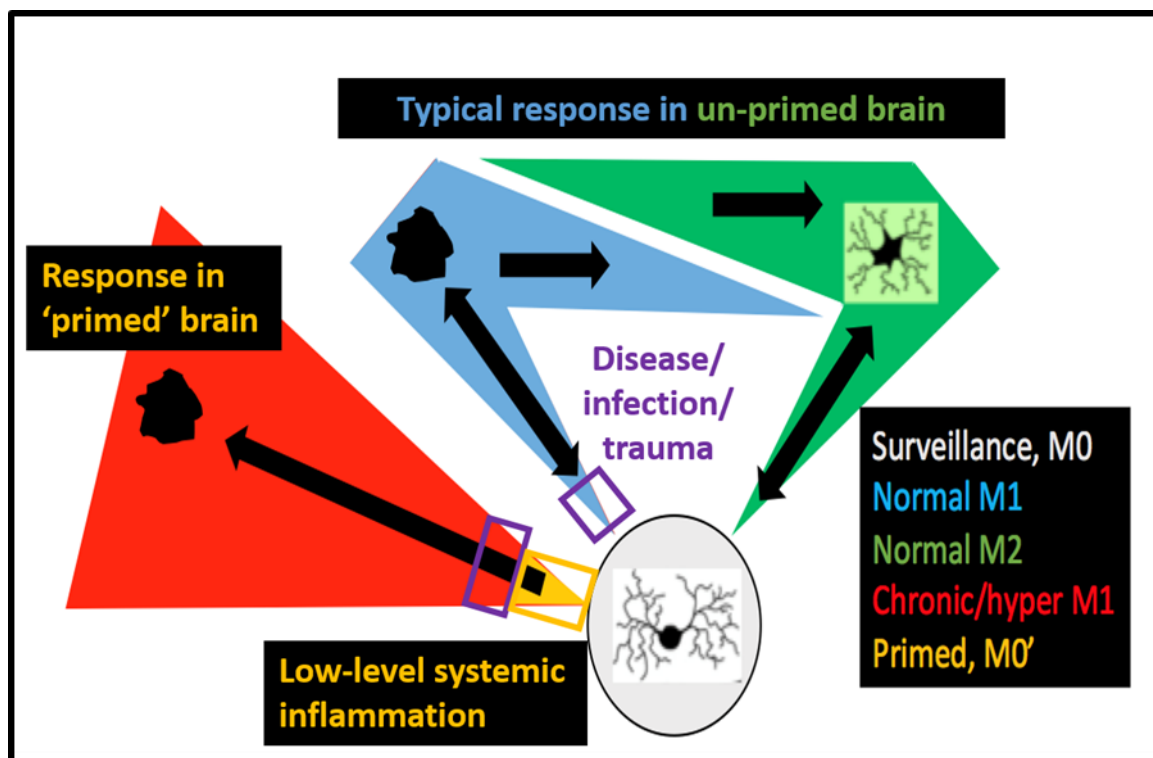 Typical response in un-primed brain
Response in
‘primed’ brain
Disease/
infection/
trauma
Surveillance, M0
Normal M1
Normal M2
Chronic/hyper M1
Primed, M0’
Low-level systemic
inflammation